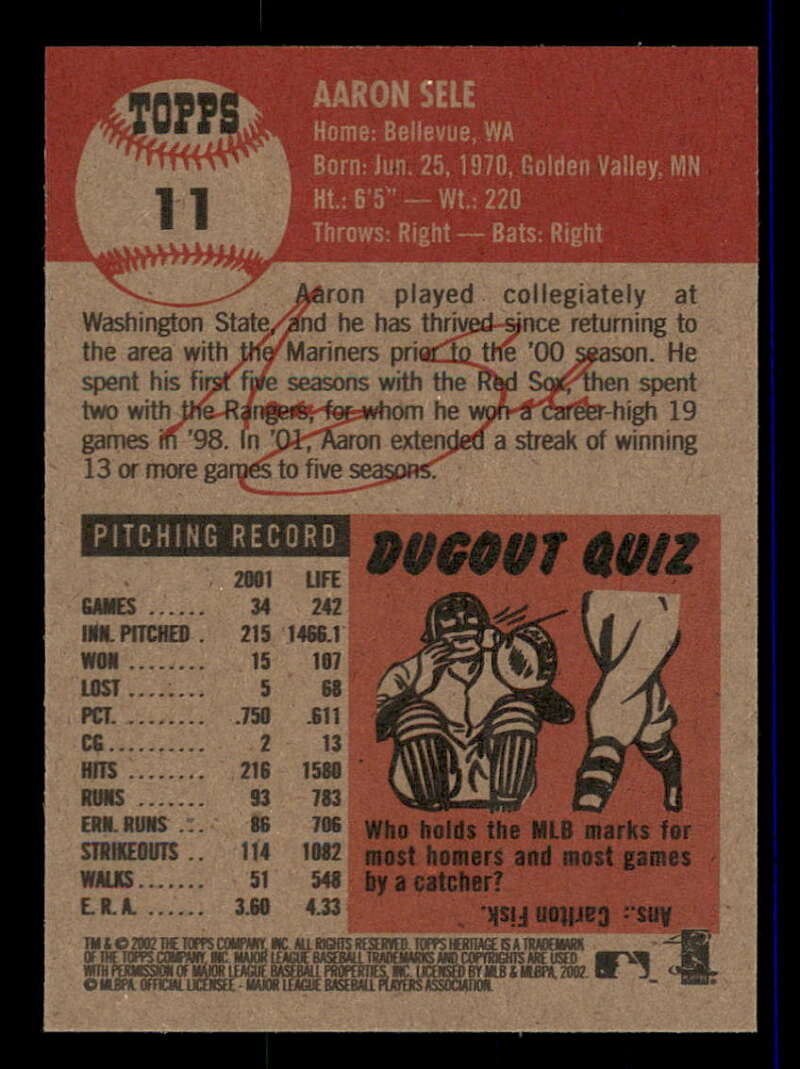 TOPPS
11
AARON SELE
Home: Bellevue, WA
Born: Jun. 25, 1970, Golden Valley, MN
Ht.: 6'5" — Wt.: 220
Throws: Right — Bats: Right
Aaron played collegiately at
Washington State, and he has thrived since returning to
the area with the Mariners prior to the '00 season. He
spent his first five seasons with the Red Sox, then spent
two with the Rangers, for whom he won a career-high 19
games in '98. In '01, Aaron extended a streak of winning
13 or more games to five seasons.
PITCHING RECORD
2001 LIFE
GAMES ...... 34 242
INN. PITCHED . 215 1466.1
WON ........ 15 107
LOST ........ 5 68
PCT. ......... .750 .611
CG.......... 2 13
HITS ........ 216 1580
RUNS ....... 93 783
ERN. RUNS ... 86 706
STRIKEOUTS .. 114 1082
WALKS....... 51 548
E.R.A. ...... 3.60 4.33
DUGOUT QUIZ
Who holds the MLB marks for
most homers and most games
by a catcher?
Ans.: Carlton Fisk.
TM & © 2002 THE TOPPS COMPANY, INC. ALL RIGHTS RESERVED. TOPPS HERITAGE IS A TRADEMARK
OF THE TOPPS COMPANY, INC. MAJOR LEAGUE BASEBALL TRADEMARKS AND COPYRIGHTS ARE USED
WITH PERMISSION OF MAJOR LEAGUE BASEBALL PROPERTIES, INC. LICENSED BY MLB & MLBPA, 2002.
© MLBPA. OFFICIAL LICENSEE - MAJOR LEAGUE BASEBALL PLAYERS ASSOCIATION.